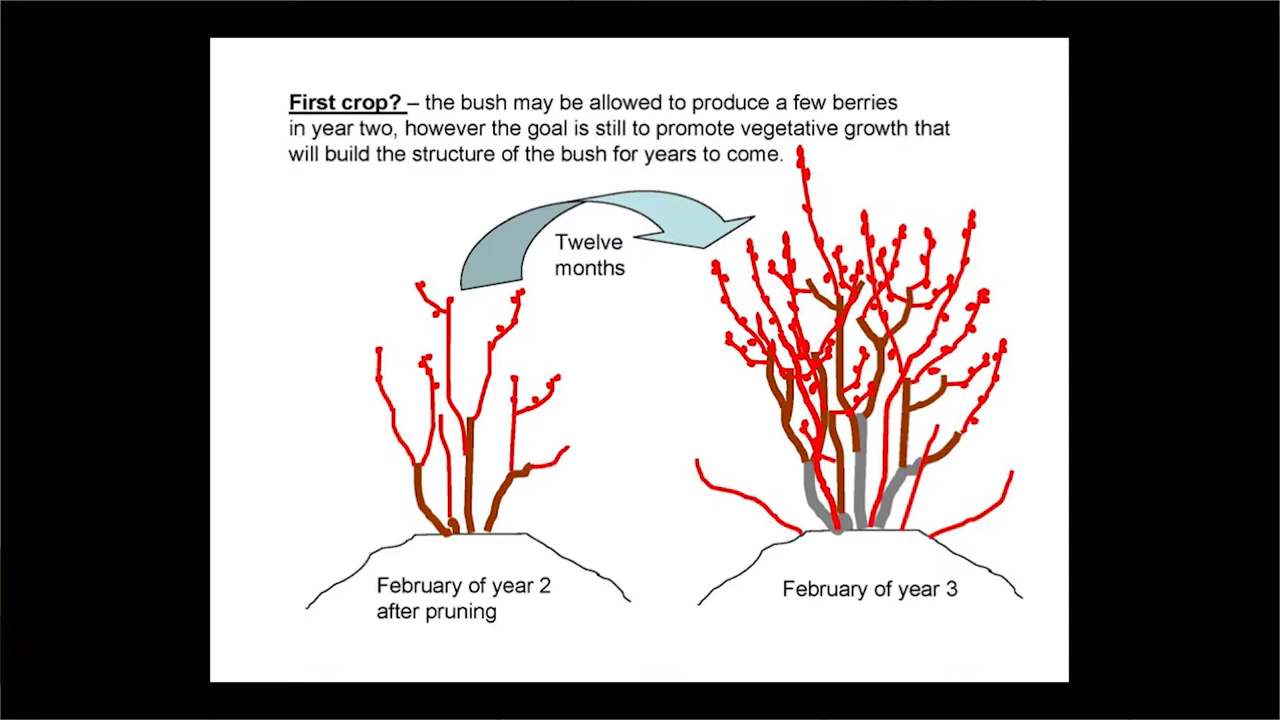 First crop? – the bush may be allowed to produce a few berries
in year two, however the goal is still to promote vegetative growth that
will build the structure of the bush for years to come.
Twelve
months
February of year 2
after pruning
February of year 3